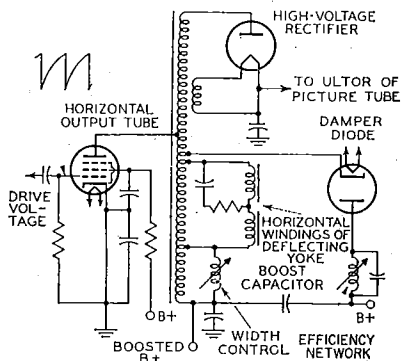 HIGH-VOLTAGE
RECTIFIER
TO ULTOR OF
PICTURE TUBE
HORIZONTAL
OUTPUT TUBE
DAMPER
DIODE
DRIVE
VOL-
TAGE
HORIZONTAL
WINDINGS OF
DEFLECTING
YOKE
BOOST
CAPACITOR
B+
B+
WIDTH
CONTROL
EFFICIENCY
NETWORK
BOOSTED
B+